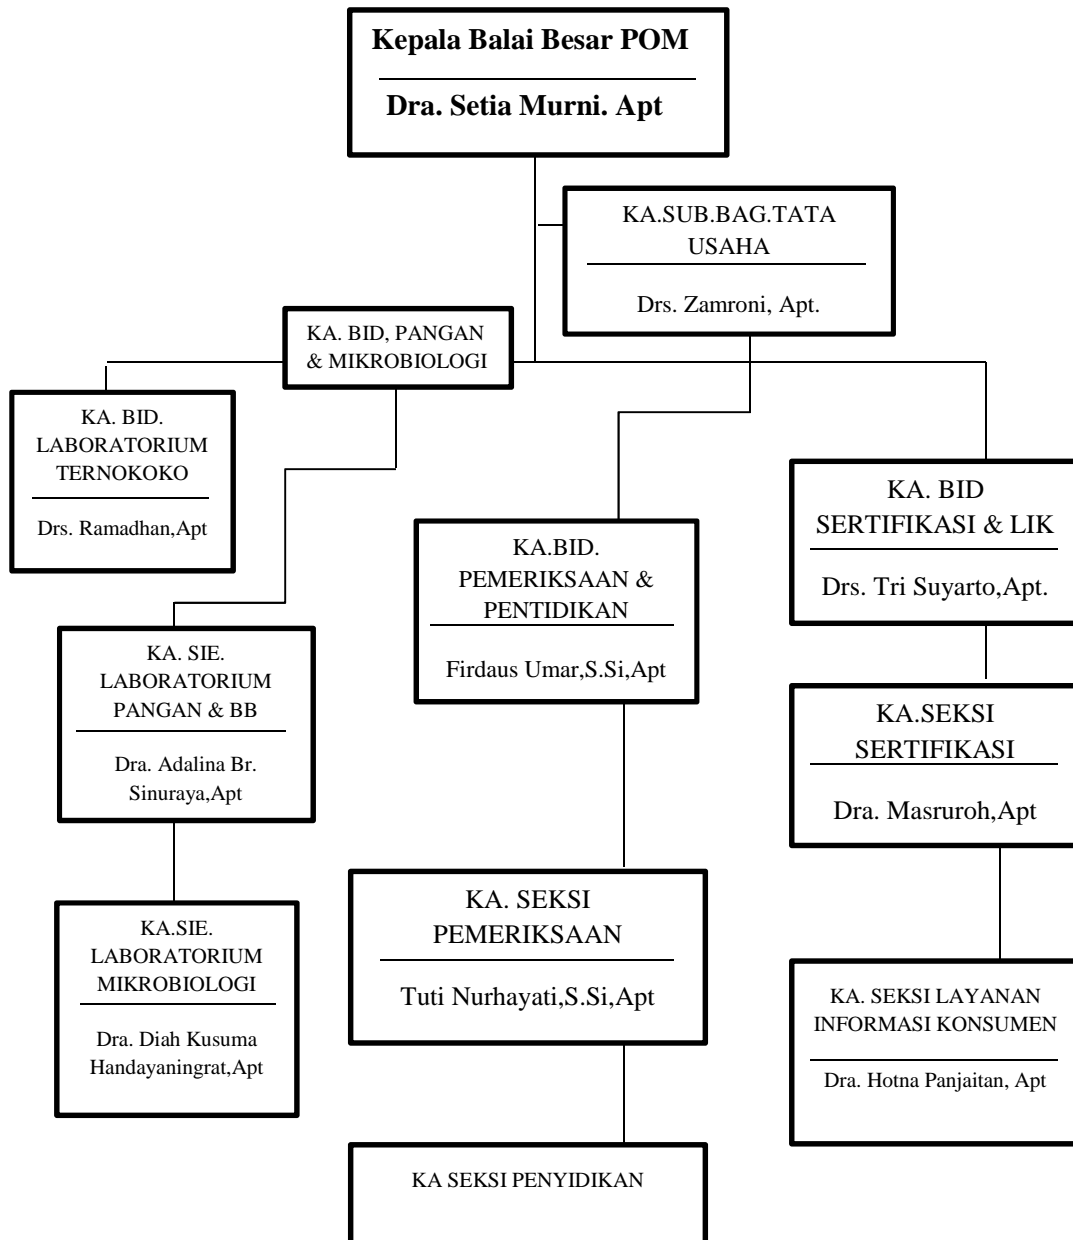 Kepala Balai Besar POM
Dra. Setia Murni. Apt
KA.SUB.BAG.TATA
USAHA
Drs. Zamroni, Apt.
KA. BID, PANGAN
& MIKROBIOLOGI
KA. BID.
LABORATORIUM
TERNOKOKO
Drs. Ramadhan,Apt
KA.BID.
PEMERIKSAAN &
PENTIDIKAN
Firdaus Umar,S.Si,Apt
KA. BID
SERTIFIKASI & LIK
Drs. Tri Suyarto,Apt.
KA. SIE.
LABORATORIUM
PANGAN & BB
Dra. Adalina Br.
Sinuraya,Apt
KA.SEKSI
SERTIFIKASI
Dra. Masruroh,Apt
KA.SIE.
LABORATORIUM
MIKROBIOLOGI
Dra. Diah Kusuma
Handayaningrat,Apt
KA. SEKSI
PEMERIKSAAN
Tuti Nurhayati,S.Si,Apt
KA. SEKSI LAYANAN
INFORMASI KONSUMEN
Dra. Hotna Panjaitan, Apt
KA SEKSI PENYIDIKAN